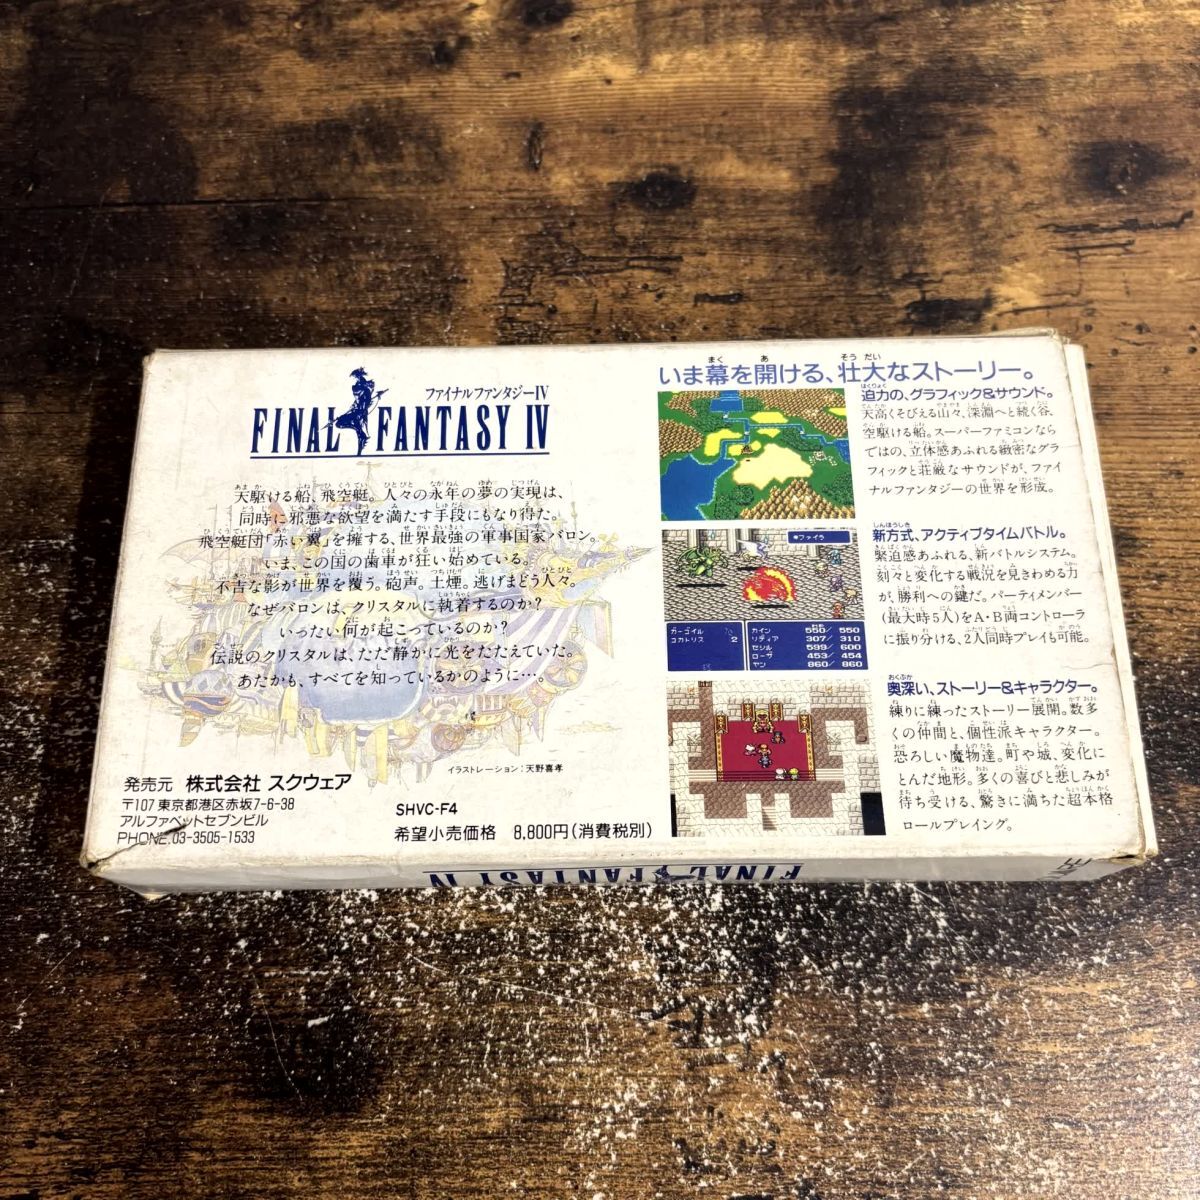 ファイナルファンタジーIV
FINAL FANTASY IV
天駆ける船、飛空艇。人々の永年の夢の実現は、
同時に邪悪な欲望を満たす手段にもなり得た。
飛空艇団「赤い翼」を擁する、世界最強の軍事国家バロン。
いま、この国の歯車が狂い始めている。
不吉な影が世界を覆う。砲声。土煙。逃げまどう人々。
なぜバロンは、クリスタルに執着するのか?
いったい何が起こっているのか?
伝説のクリスタルは、ただ静かに光をたたえていた。
あたかも、すべてを知っているかのように…。
イラストレーション:天野喜孝
発売元 株式会社 スクウェア
〒107 東京都港区赤坂7-6-38
アルファベットセブンビル
PHONE.03-3505-1533
SHVC-F4
希望小売価格 8,800円(消費税別)
いま幕を開ける、壮大なストーリー。
迫力の、グラフィック&サウンド。
天高くそびえる山々、深淵へと続く谷、
空駆ける船。スーパーファミコンなら
ではの、立体感あふれる緻密なグラ
フィックと荘厳なサウンドが、ファイ
ナルファンタジーの世界を形成。
新方式、アクティブタイムバトル。
緊迫感あふれる、新バトルシステム。
刻々と変化する戦況を見きわめる力
が、勝利への鍵だ。パーティメンバー
(最大時5人)をA・B両コントローラ
に振り分ける、2人同時プレイも可能。
ファイラ
ガーゴイル
コカトリス 2
カイン 550/ 550
リディア 307/ 310
セシル 599/ 600
ローザ 453/ 454
ヤン 860/ 860
奥深い、ストーリー&キャラクター。
練りに練ったストーリー展開。数多
くの仲間と、個性派キャラクター。
恐ろしい魔物達。町や城、変化に
とんだ地形。多くの喜びと悲しみが
待ち受ける、驚きに満ちた超本格
ロールプレイング。
FINAL FANTASY IV